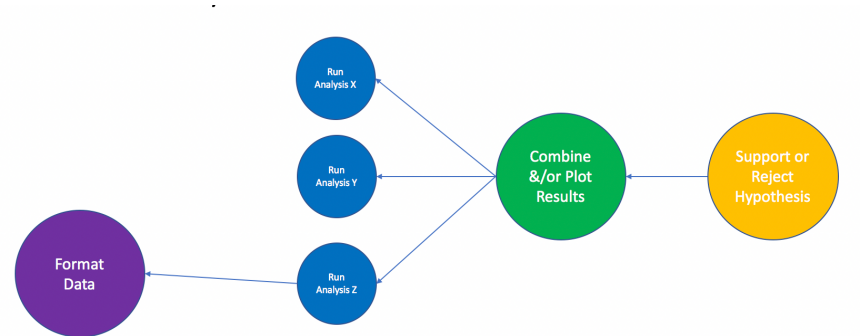 Run
Analysis X
Run
Analysis Y
Combine
&/or Plot
Results
Support or
Reject
Hypothesis
Format
Data
Run
Analysis Z